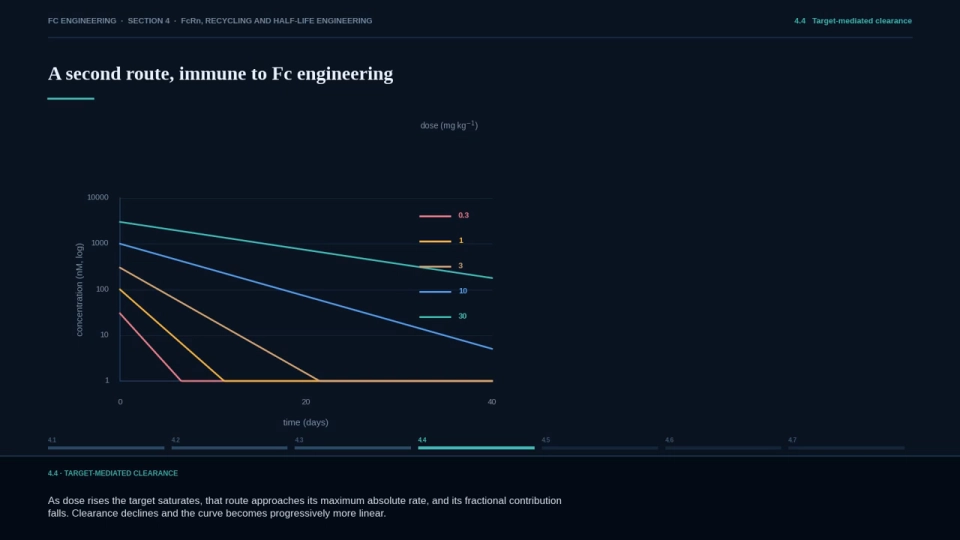 FC ENGINEERING · SECTION 4 · FcRn, RECYCLING AND HALF-LIFE ENGINEERING
4.4 Target-mediated clearance
A second route, immune to Fc engineering
dose (mg kg⁻¹)
10000
1000
100
10
1
concentration (nM, log)
0.3
1
3
10
30
0
20
40
time (days)
4.1
4.2
4.3
4.4
4.5
4.6
4.7
4.4 · TARGET-MEDIATED CLEARANCE
As dose rises the target saturates, that route approaches its maximum absolute rate, and its fractional contribution
falls. Clearance declines and the curve becomes progressively more linear.